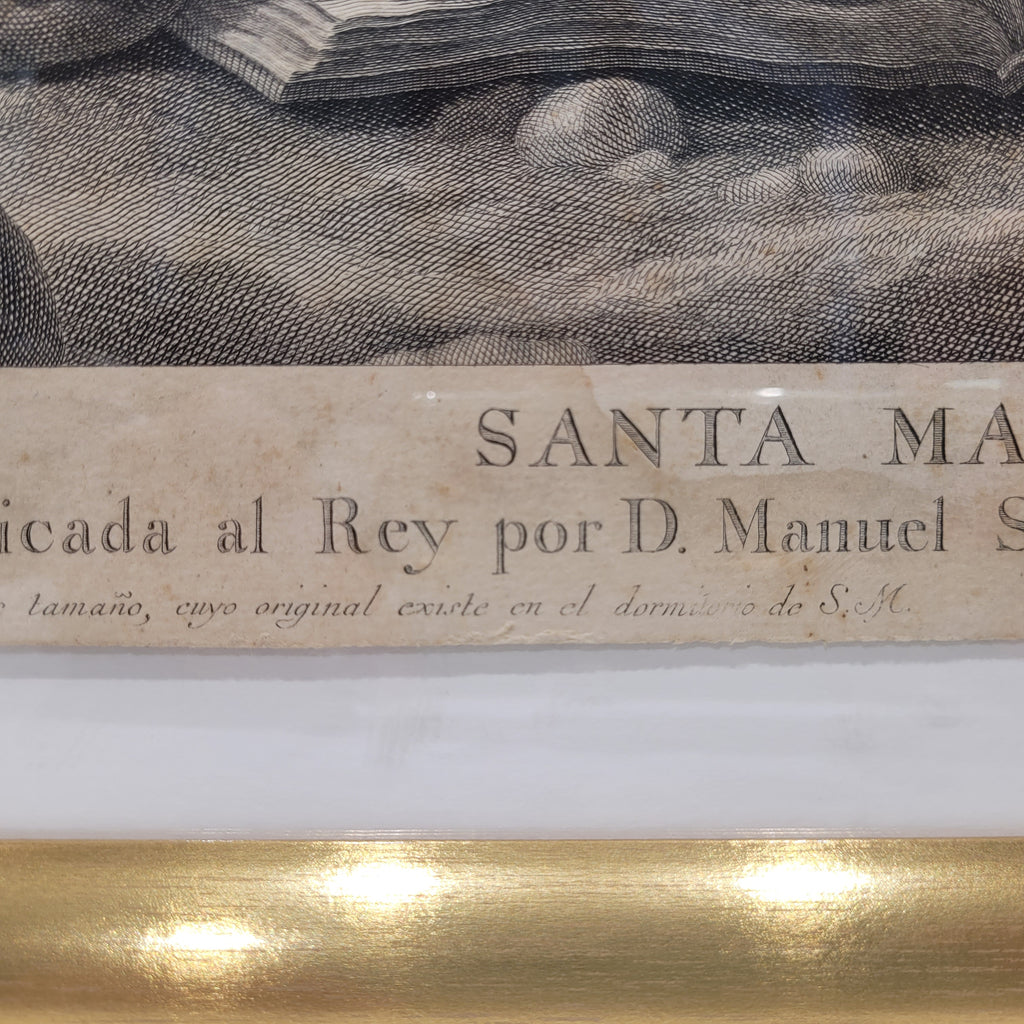 SANTA MA
icada al Rey por D. Manuel S
tamaño, cuyo original existe en el dormitorio de S. M.